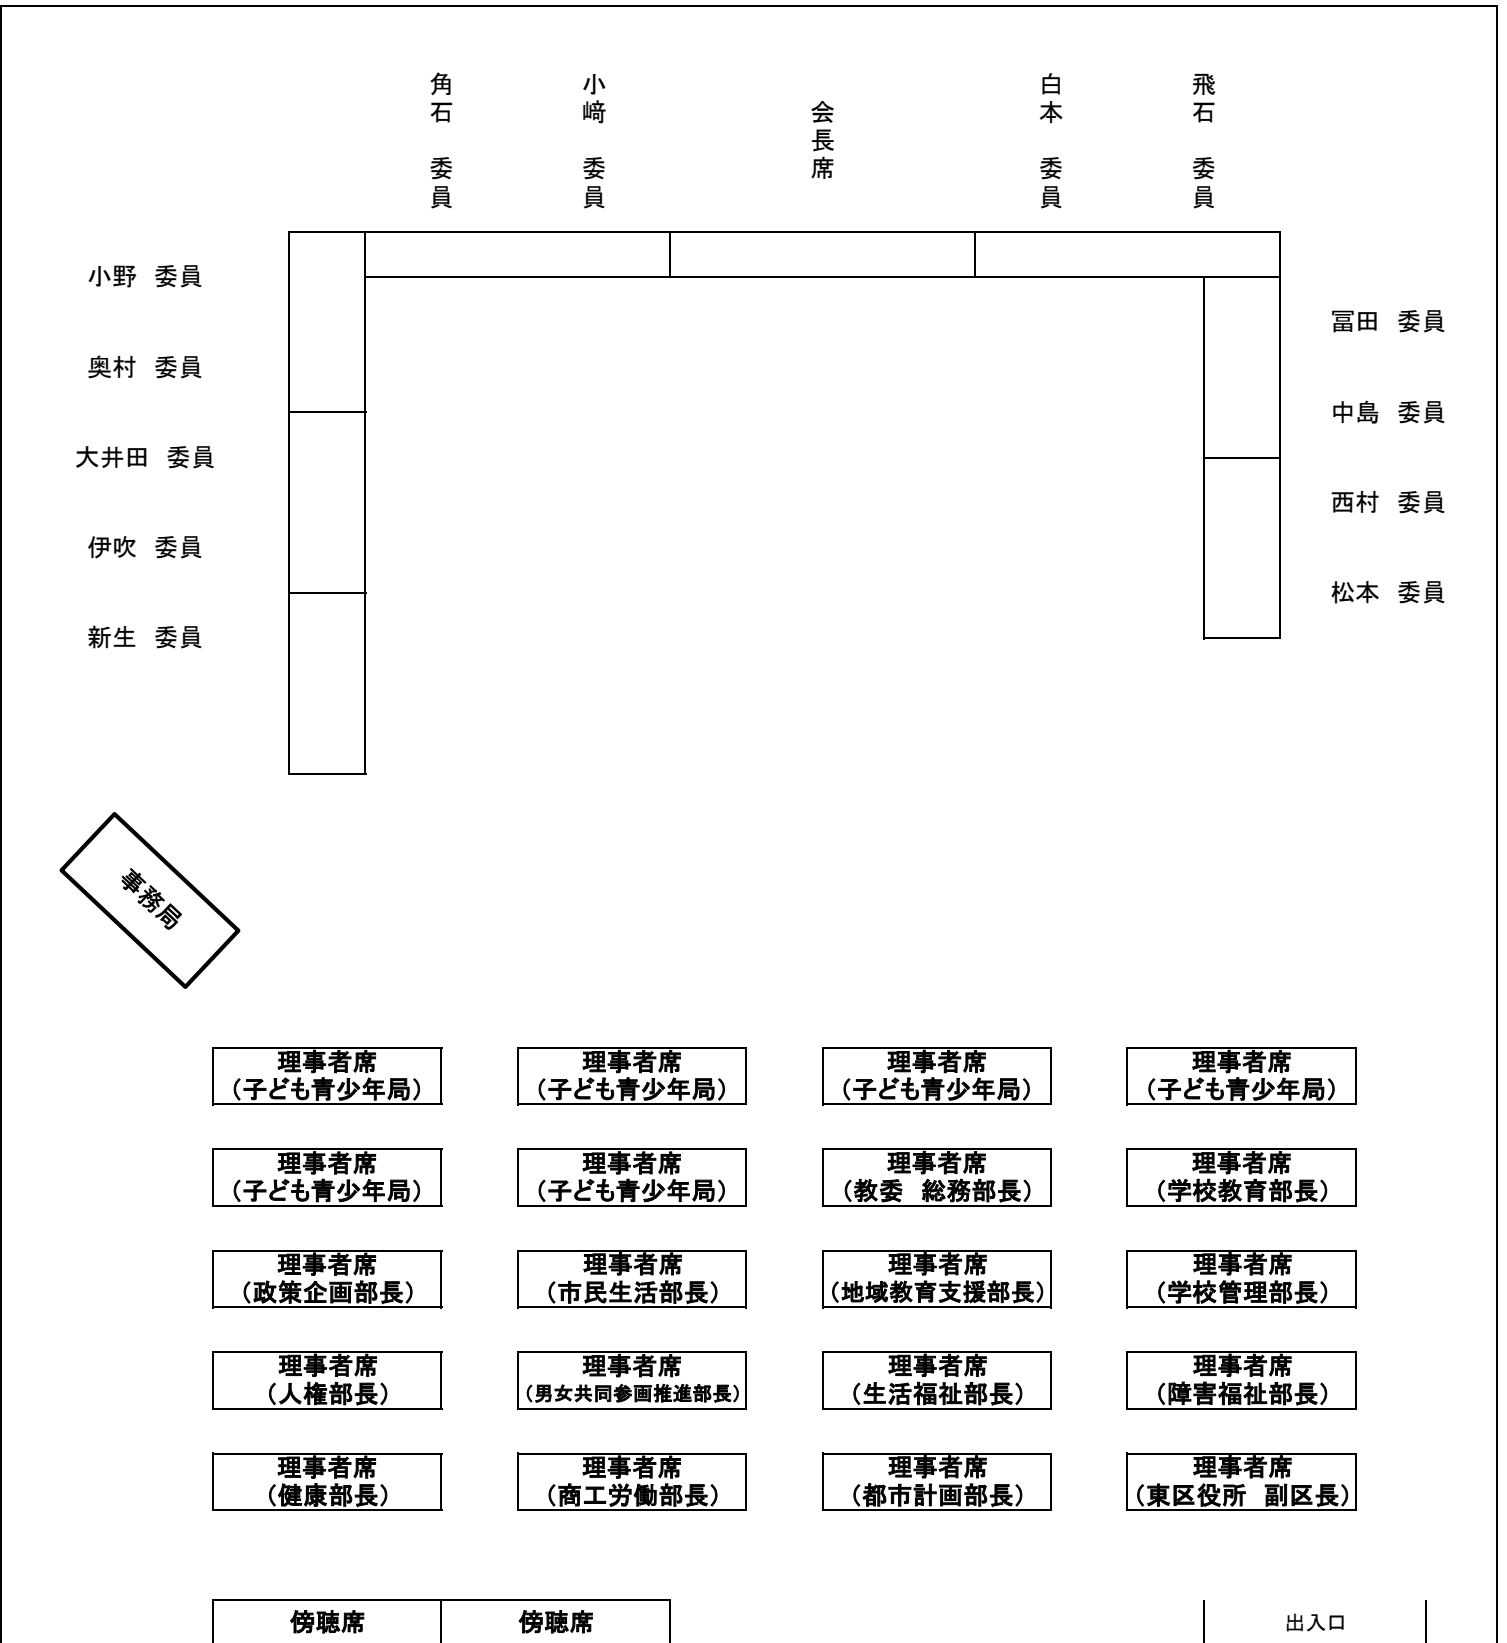 角石　委員
小﨑　委員
会長席
白本　委員
飛石　委員
小野　委員
奥村　委員
大井田　委員
伊吹　委員
新生　委員
冨田　委員
中島　委員
西村　委員
松本　委員
事務局
理事者席
（子ども青少年局）
理事者席
（子ども青少年局）
理事者席
（子ども青少年局）
理事者席
（子ども青少年局）
理事者席
（子ども青少年局）
理事者席
（子ども青少年局）
理事者席
（教委　総務部長）
理事者席
（学校教育部長）
理事者席
（政策企画部長）
理事者席
（市民生活部長）
理事者席
（地域教育支援部長）
理事者席
（学校管理部長）
理事者席
（人権部長）
理事者席
（男女共同参画推進部長）
理事者席
（生活福祉部長）
理事者席
（障害福祉部長）
理事者席
（健康部長）
理事者席
（商工労働部長）
理事者席
（都市計画部長）
理事者席
（東区役所　副区長）
傍聴席
傍聴席
出入口